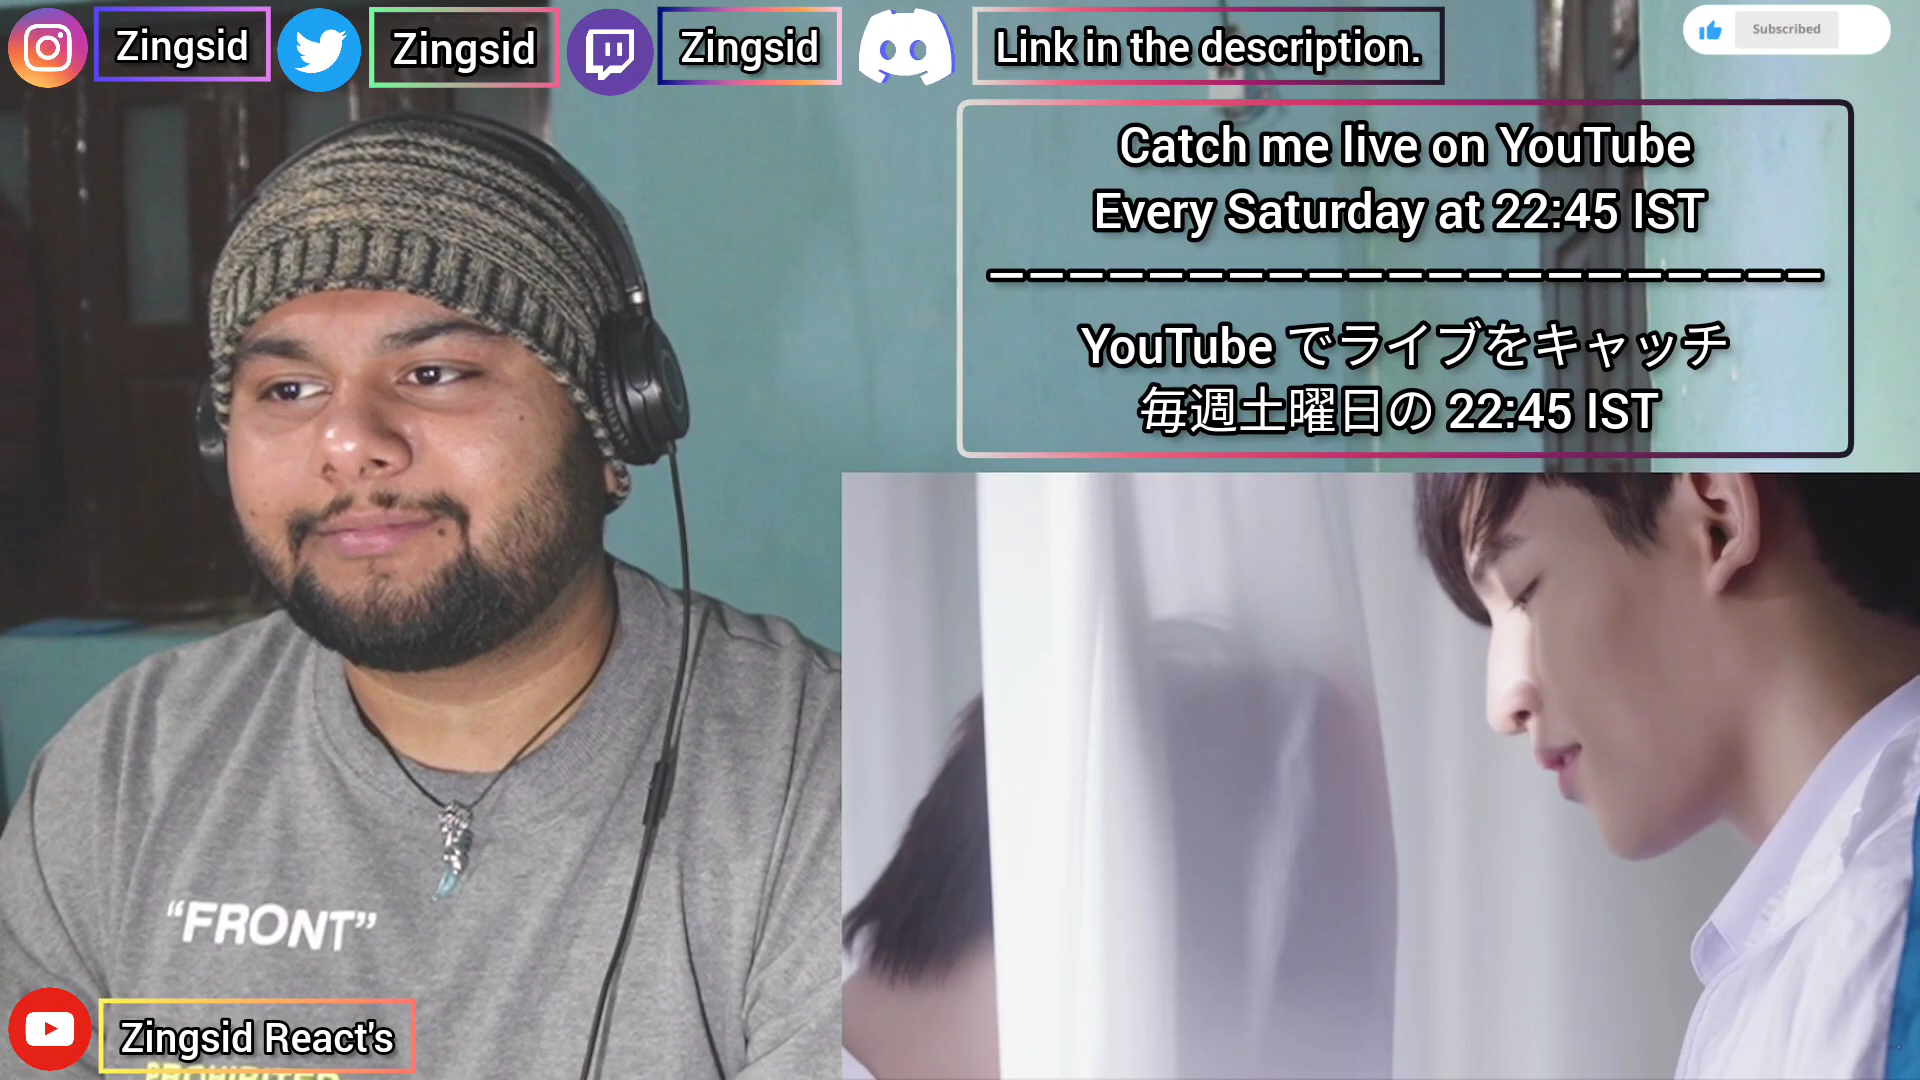 Zingsid
Zingsid
Zingsid
Link in the description.
Subscribed
Catch me live on YouTube
Every Saturday at 22:45 IST
YouTube でライブをキャッチ
毎週土曜日の 22:45 IST
“FRONT”
Zingsid React's
PROHIBITED